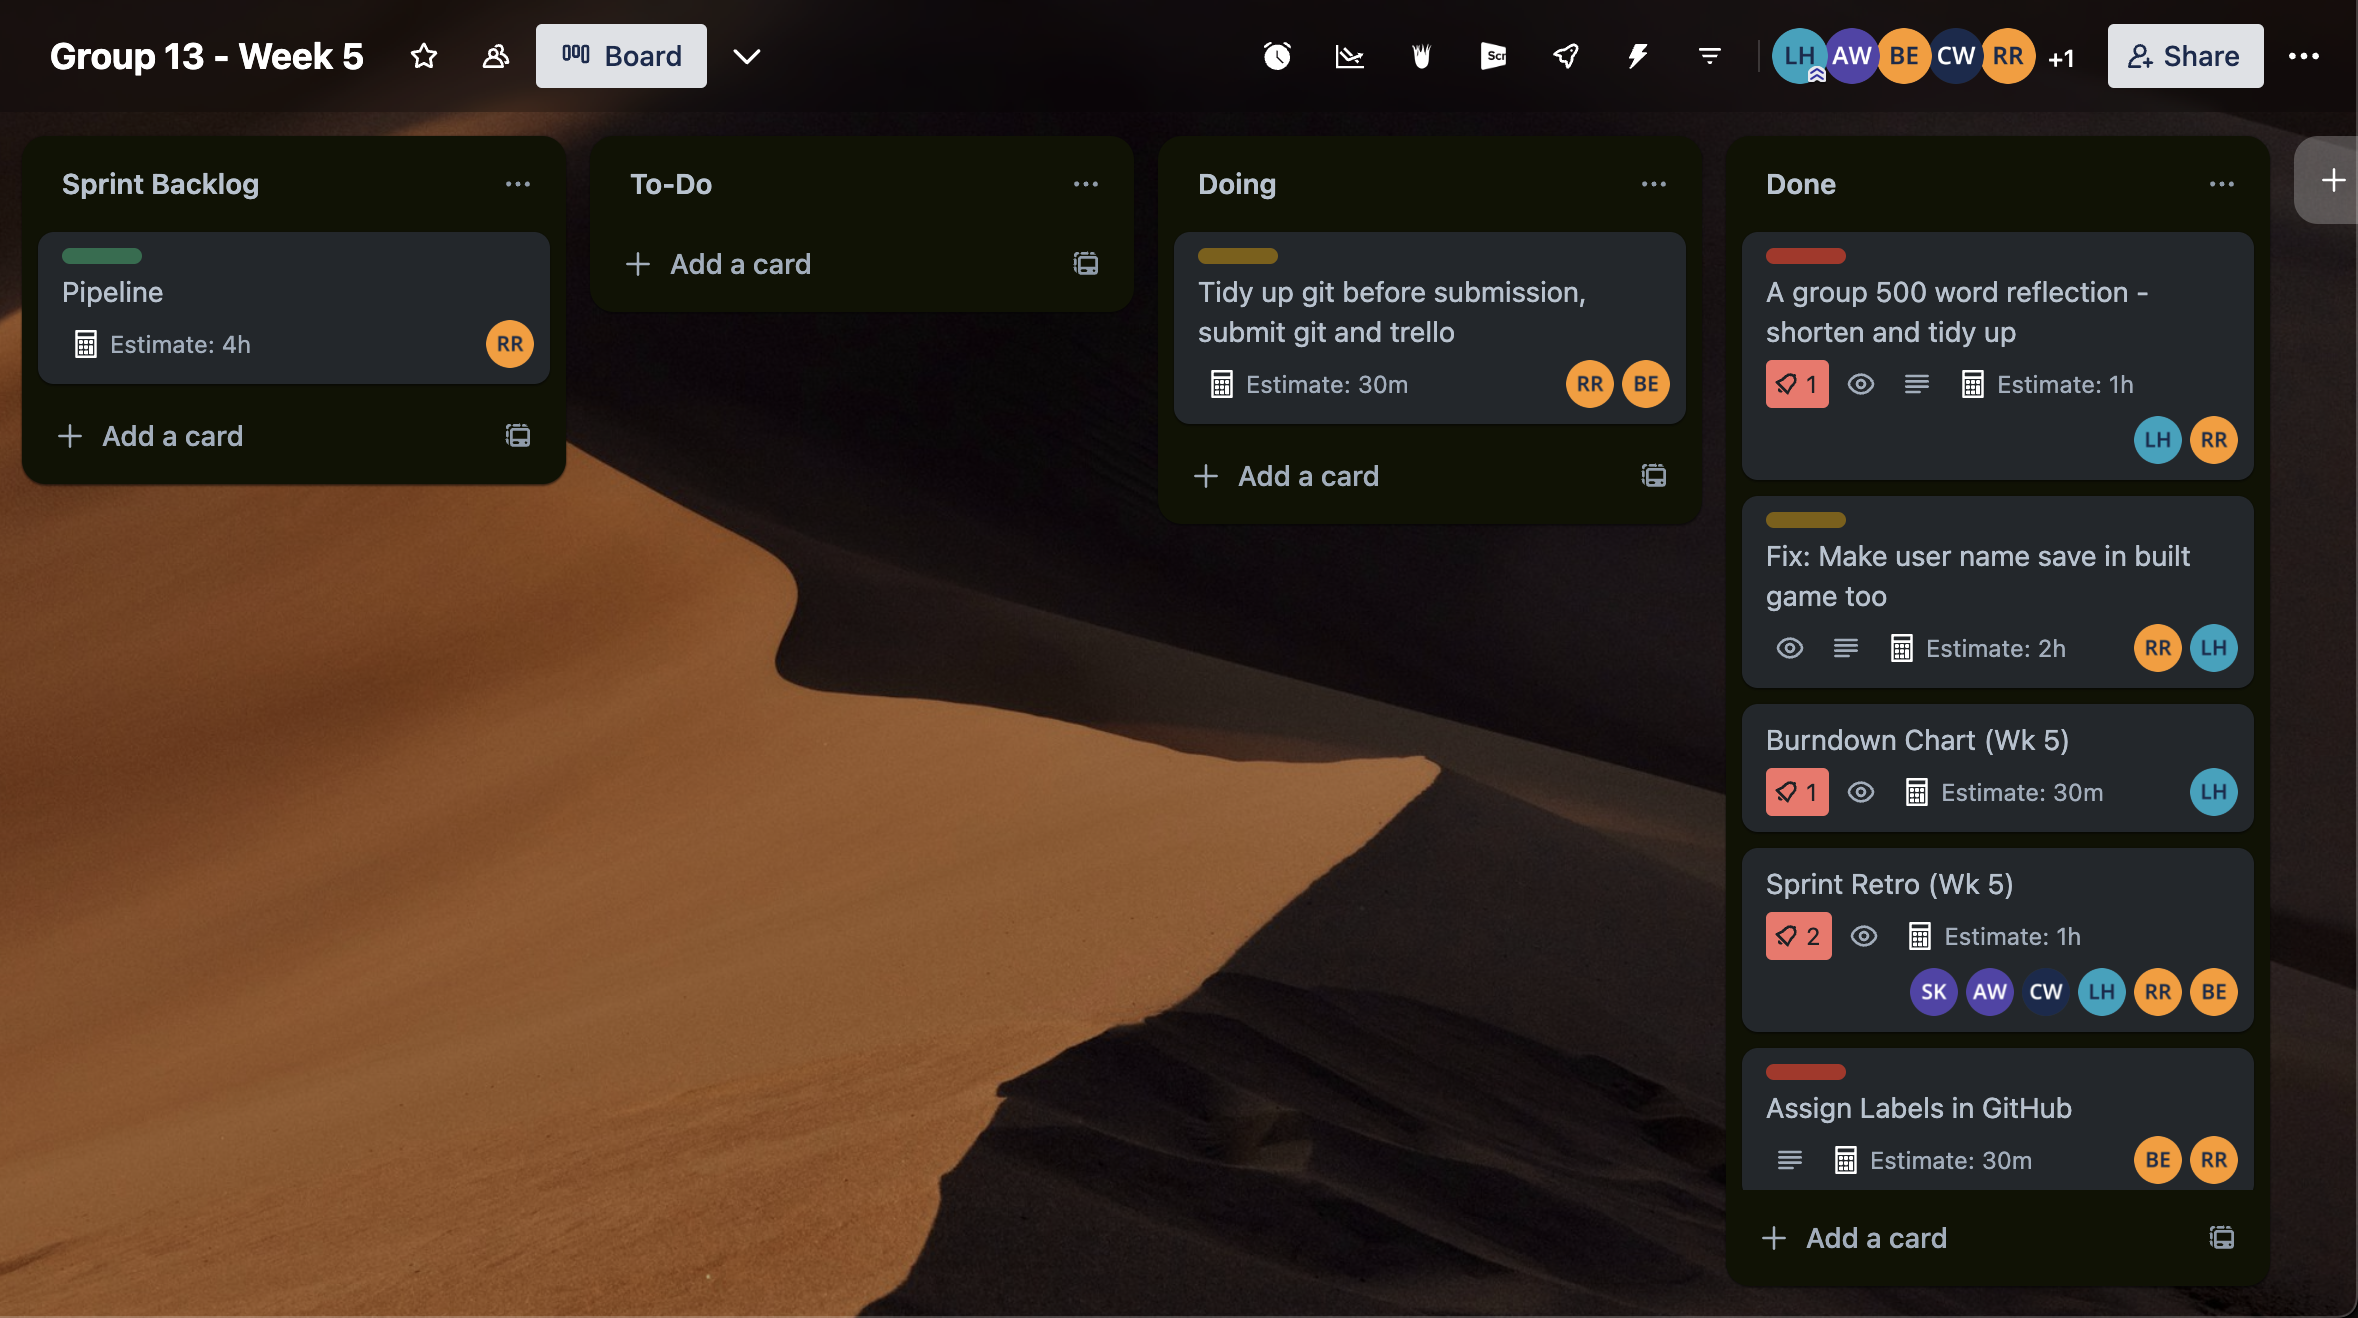 Group 13 - Week 5
Board
Scr
LH AW BE CW RR +1
Share
Sprint Backlog
Pipeline
Estimate: 4h
RR
Add a card
To-Do
Add a card
Doing
Tidy up git before submission,
submit git and trello
Estimate: 30m
RR BE
Add a card
Done
A group 500 word reflection -
shorten and tidy up
1 Estimate: 1h
LH RR
Fix: Make user name save in built
game too
Estimate: 2h
RR LH
Burndown Chart (Wk 5)
1 Estimate: 30m
LH
Sprint Retro (Wk 5)
2 Estimate: 1h
SK AW CW LH RR BE
Assign Labels in GitHub
Estimate: 30m
BE RR
Add a card